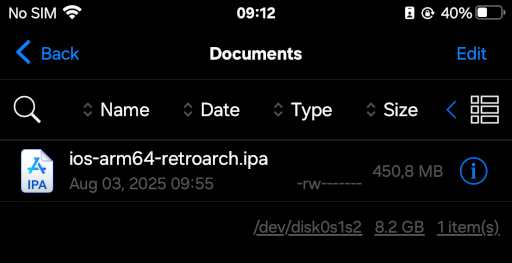 No SIM 09:12 40%
Back Documents Edit
Name Date Type Size
ios-arm64-retroarch.ipa
IPA Aug 03, 2025 09:55 -rw------- 450,8 MB
/dev/disk0s1s2 8.2 GB 1 item(s)